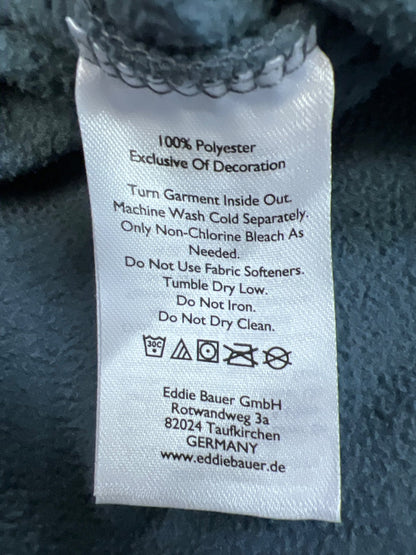 100% Polyester
Exclusive Of Decoration
Turn Garment Inside Out.
Machine Wash Cold Separately.
Only Non-Chlorine Bleach As
Needed.
Do Not Use Fabric Softeners.
Tumble Dry Low.
Do Not Iron.
Do Not Dry Clean.
30C
Eddie Bauer GmbH
Rotwandweg 3a
82024 Taufkirchen
GERMANY
www.eddiebauer.de